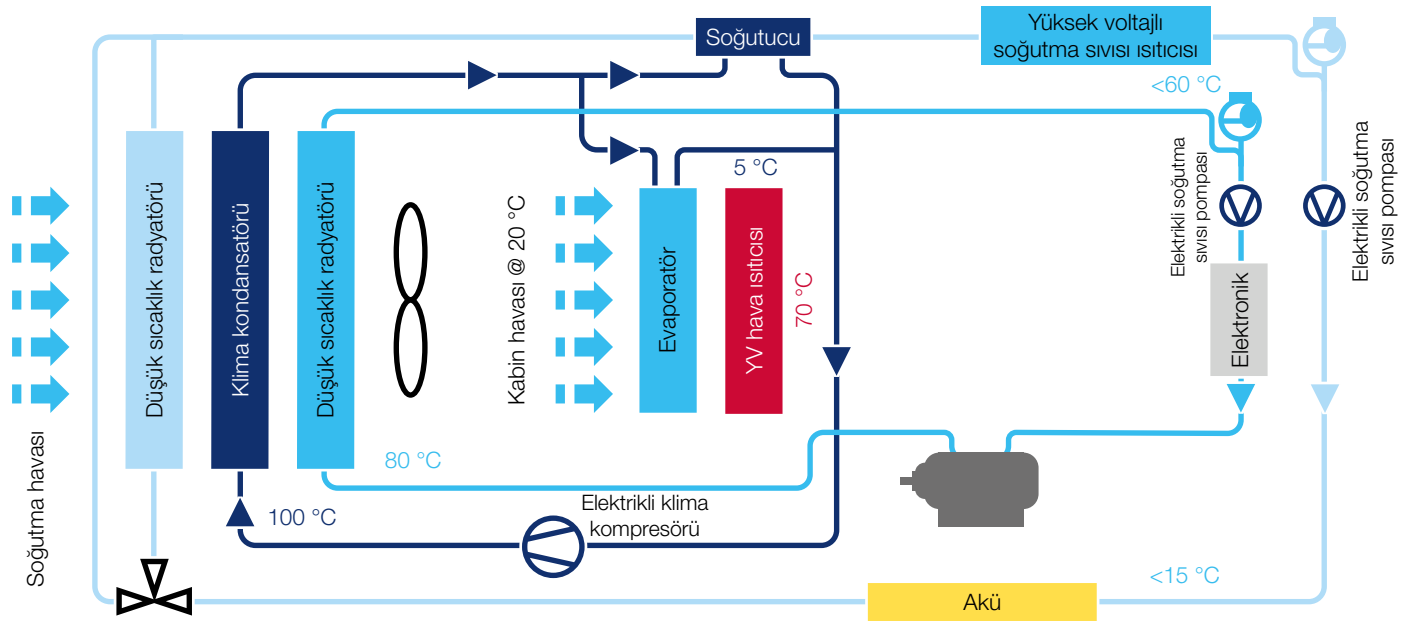 Soğutucu
Yüksek voltajlı
soğutma sıvısı ısıtıcısı
<60 °C
5 °C
Soğutma havası
Düşük sıcaklık radyatörü
Klima kondansatörü
Düşük sıcaklık radyatörü
Kabin havası @ 20 °C
Evaporatör
YV hava ısıtıcısı
70 °C
Elektrikli soğutma
sıvısı pompası
Elektrikli soğutma
sıvısı pompası
Elektronik
80 °C
100 °C
Elektrikli klima
kompresörü
<15 °C
Akü